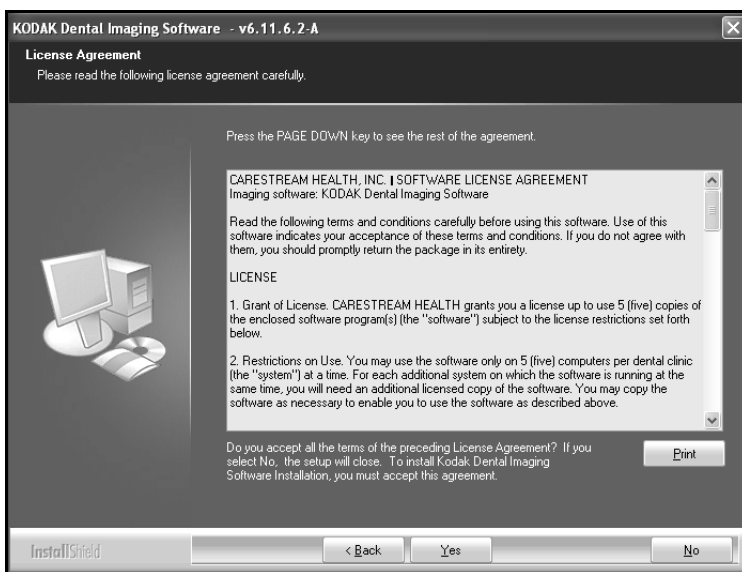 KODAK Dental Imaging Software - v6.11.6.2-A
License Agreement
Please read the following license agreement carefully.
Press the PAGE DOWN key to see the rest of the agreement.
CARESTREAM HEALTH, INC. | SOFTWARE LICENSE AGREEMENT
Imaging software: KODAK Dental Imaging Software
Read the following terms and conditions carefully before using this software. Use of this
software indicates your acceptance of these terms and conditions. If you do not agree with
them, you should promptly return the package in its entirety.
LICENSE
1. Grant of License. CARESTREAM HEALTH grants you a license up to use 5 (five) copies of
the enclosed software program(s) (the "software") subject to the license restrictions set forth
below.
2. Restrictions on Use. You may use the software only on 5 (five) computers per dental clinic
(the "system") at a time. For each additional system on which the software is running at the
same time, you will need an additional licensed copy of the software. You may copy the
software as necessary to enable you to use the software as described above.
Do you accept all the terms of the preceding License Agreement? If you
select No, the setup will close. To install Kodak Dental Imaging
Software Installation, you must accept this agreement.
Print
InstallShield
< Back
Yes
No